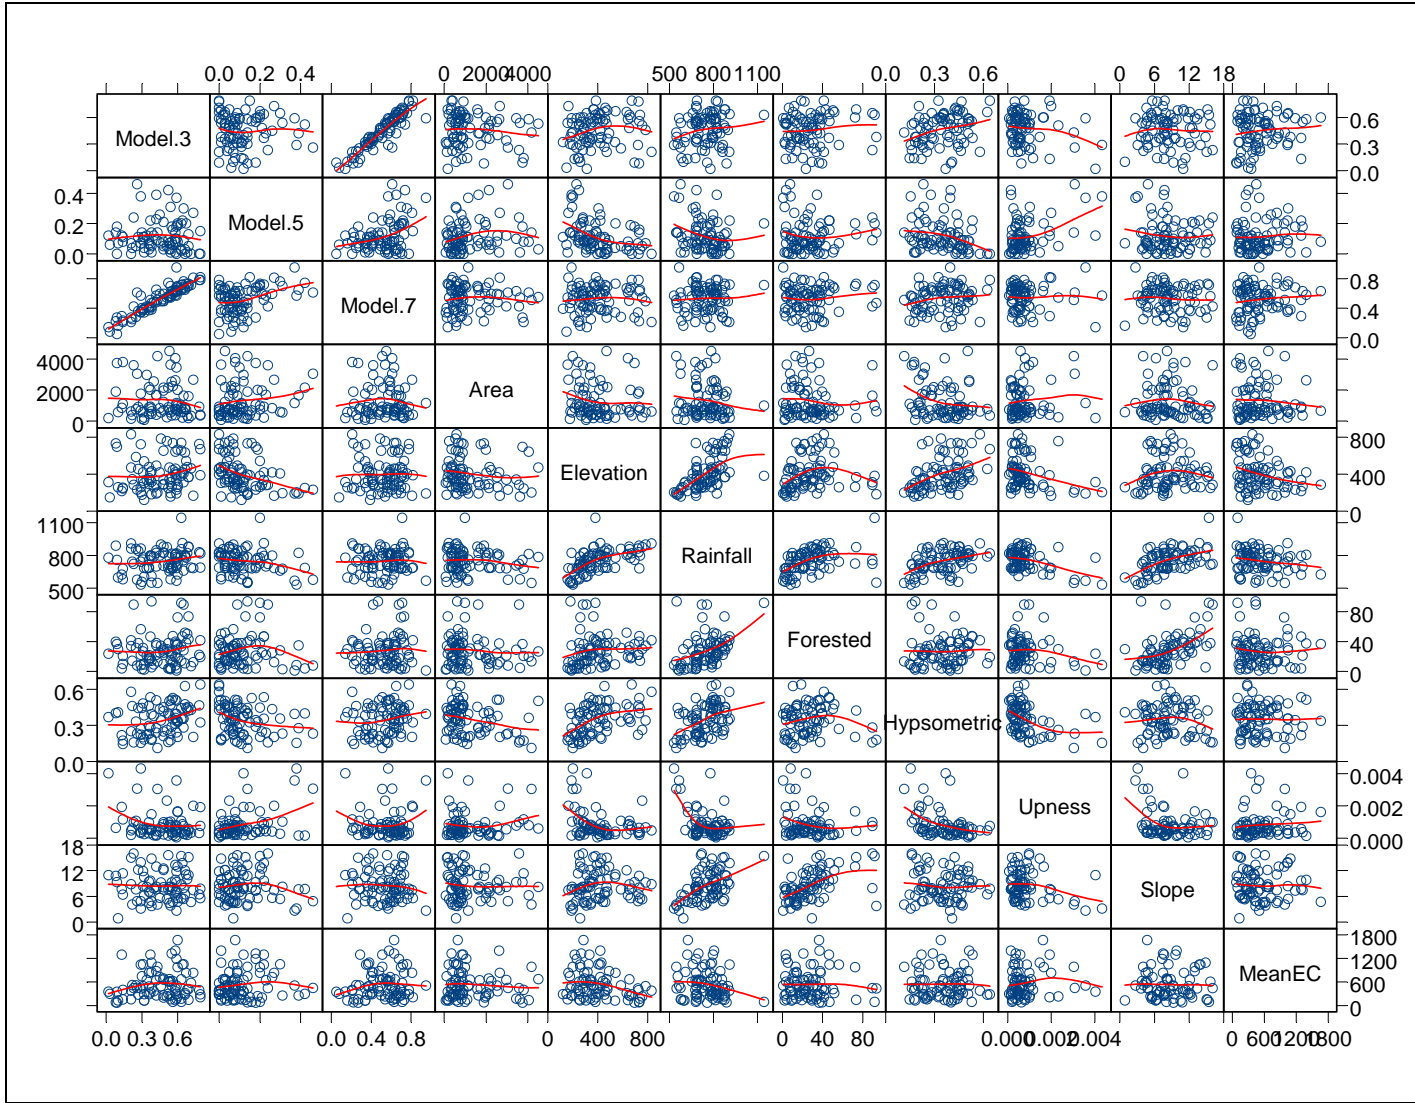 0.0 0.2 0.4 0 2000 4000 500 800 1100 0.0 0.3 0.6 0 6 12 18
Model.3 0.6 0.3 0.0
0.4 0.2 0.0 Model.5
Model.7 0.8 0.4 0.0
4000 2000 0 Area
Elevation 800 400 0
1100 800 500 Rainfall
Forested 80 40 0
0.6 0.3 0.0 Hypsometric
Upness 0.004 0.002 0.000
18 12 6 0 Slope
MeanEC 1800 1200 600 0
0.0 0.3 0.6 0.0 0.4 0.8 0 400 800 0 40 80 0.000 0.002 0.004 0 600 1200 1800